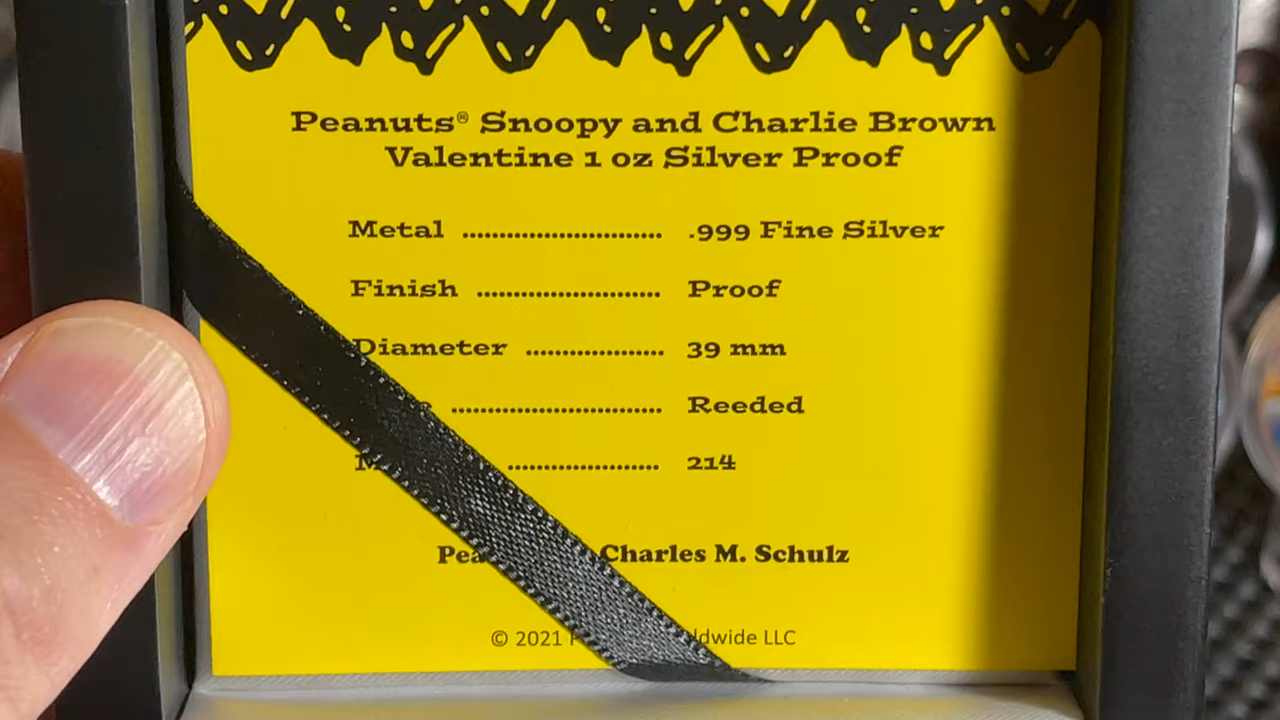 Peanuts® Snoopy and Charlie Brown
Valentine 1 oz Silver Proof
Metal .......................... .999 Fine Silver
Finish ........................ Proof
Diameter .................. 39 mm
........................... Reeded
.................... 214
Charles M. Schulz
© 2021 LLC